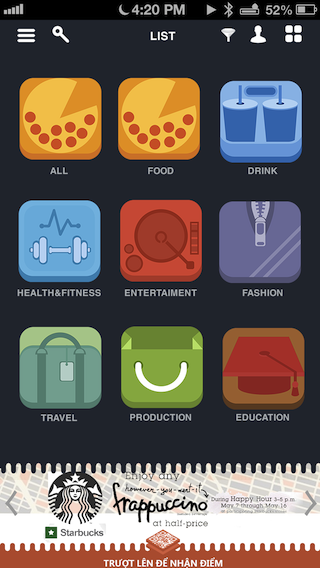 4:20 PM 52%
LIST
ALL FOOD DRINK
HEALTH&FITNESS ENTERTAIMENT FASHION
TRAVEL PRODUCTION EDUCATION
Enjoy any
however-you-want-it
frappuccino
at half-price
During Happy Hour 3-5 p.m.
May 7 through May 16
Starbucks
TRƯỢT LÊN ĐỂ NHẬN ĐIỂM